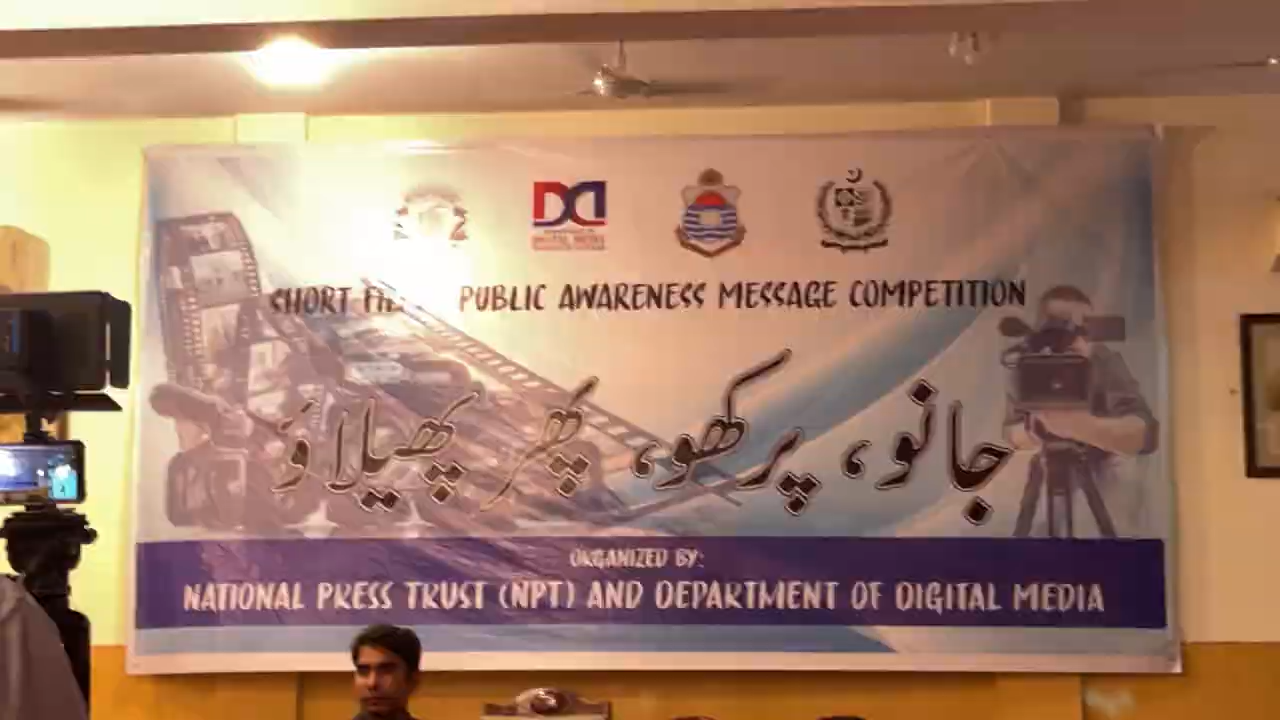 SHORT PUBLIC AWARENESS MESSAGE COMPETITION
جانو، پرکھو، پھر پھیلاؤ
ORGANIZED BY:
NATIONAL PRESS TRUST (NPT) AND DEPARTMENT OF DIGITAL MEDIA